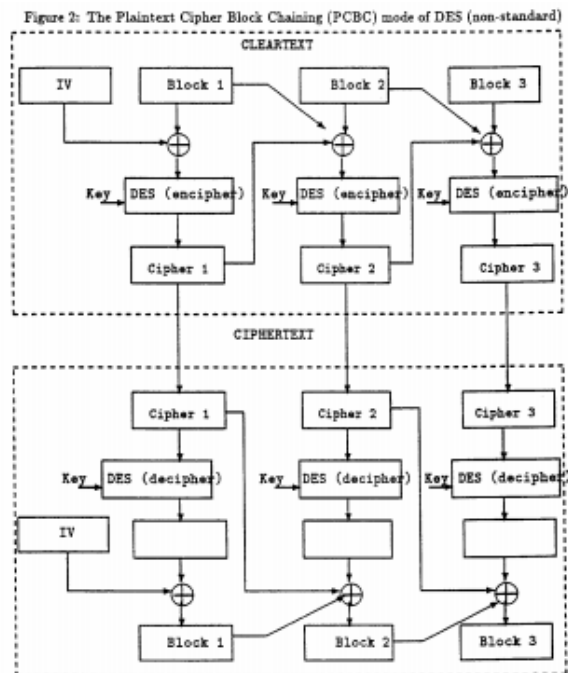 Figure 2: The Plaintext Cipher Block Chaining (PCBC) mode of DES (non-standard)
CLEARTEXT
IV
Block 1
Block 2
Block 3
Key
DES (encipher)
Key
DES (encipher)
Key
DES (encipher)
Cipher 1
Cipher 2
Cipher 3
CIPHERTEXT
Cipher 1
Cipher 2
Cipher 3
Key
DES (decipher)
Key
DES (decipher)
Key
DES (decipher)
IV
Block 1
Block 2
Block 3